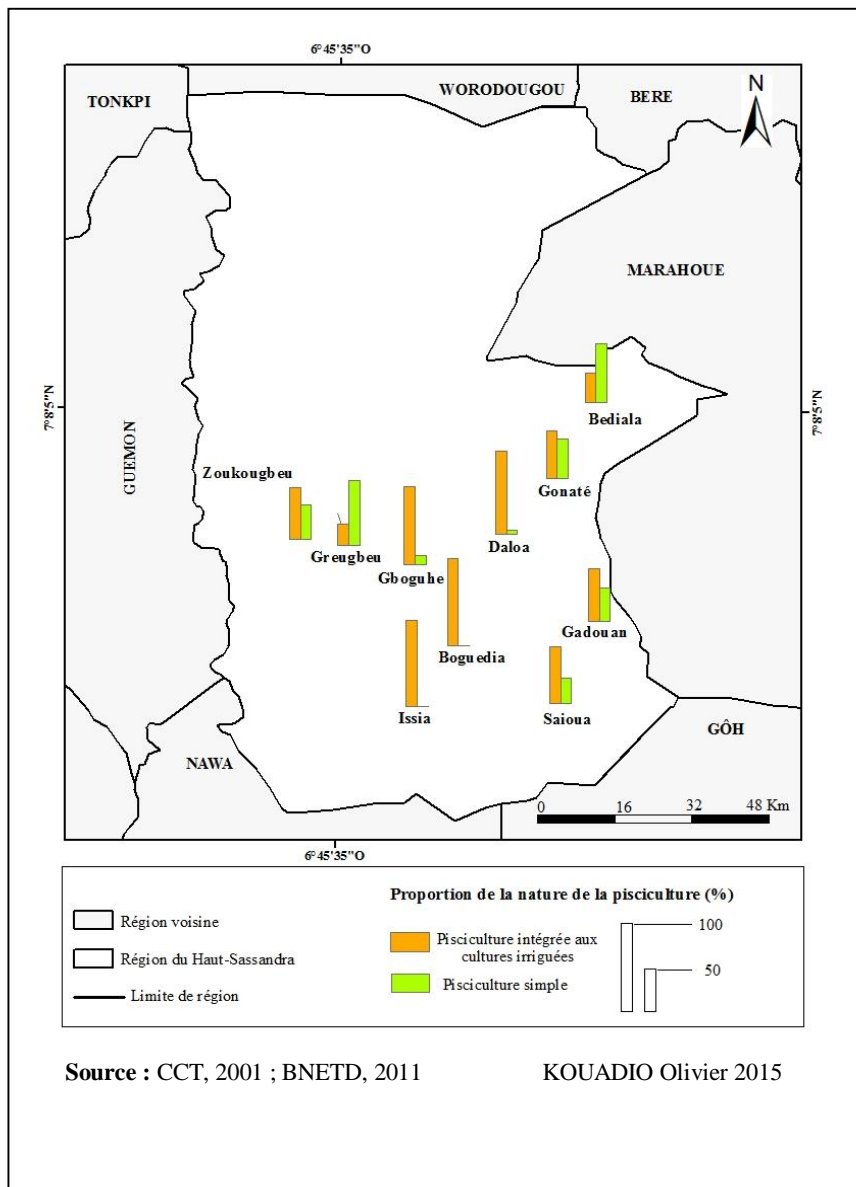 6°45'35"O
N
TONKPI
WORODOUGOU
BERE
MARAHOUE
GUEMON
7°8'5"N
7°8'5"N
Bediala
Gonaté
Zoukougbeu
Daloa
Greugbeu
Gboguhe
Gadouan
Boguedia
Issia
Saioua
GÔH
NAWA
0 16 32 48 Km
6°45'35"O
Région voisine
Région du Haut-Sassandra
Limite de région
Proportion de la nature de la pisciculture (%)
Pisciculture intégrée aux
cultures irriguées
Pisciculture simple
100
50
Source : CCT, 2001 ; BNETD, 2011 KOUADIO Olivier 2015